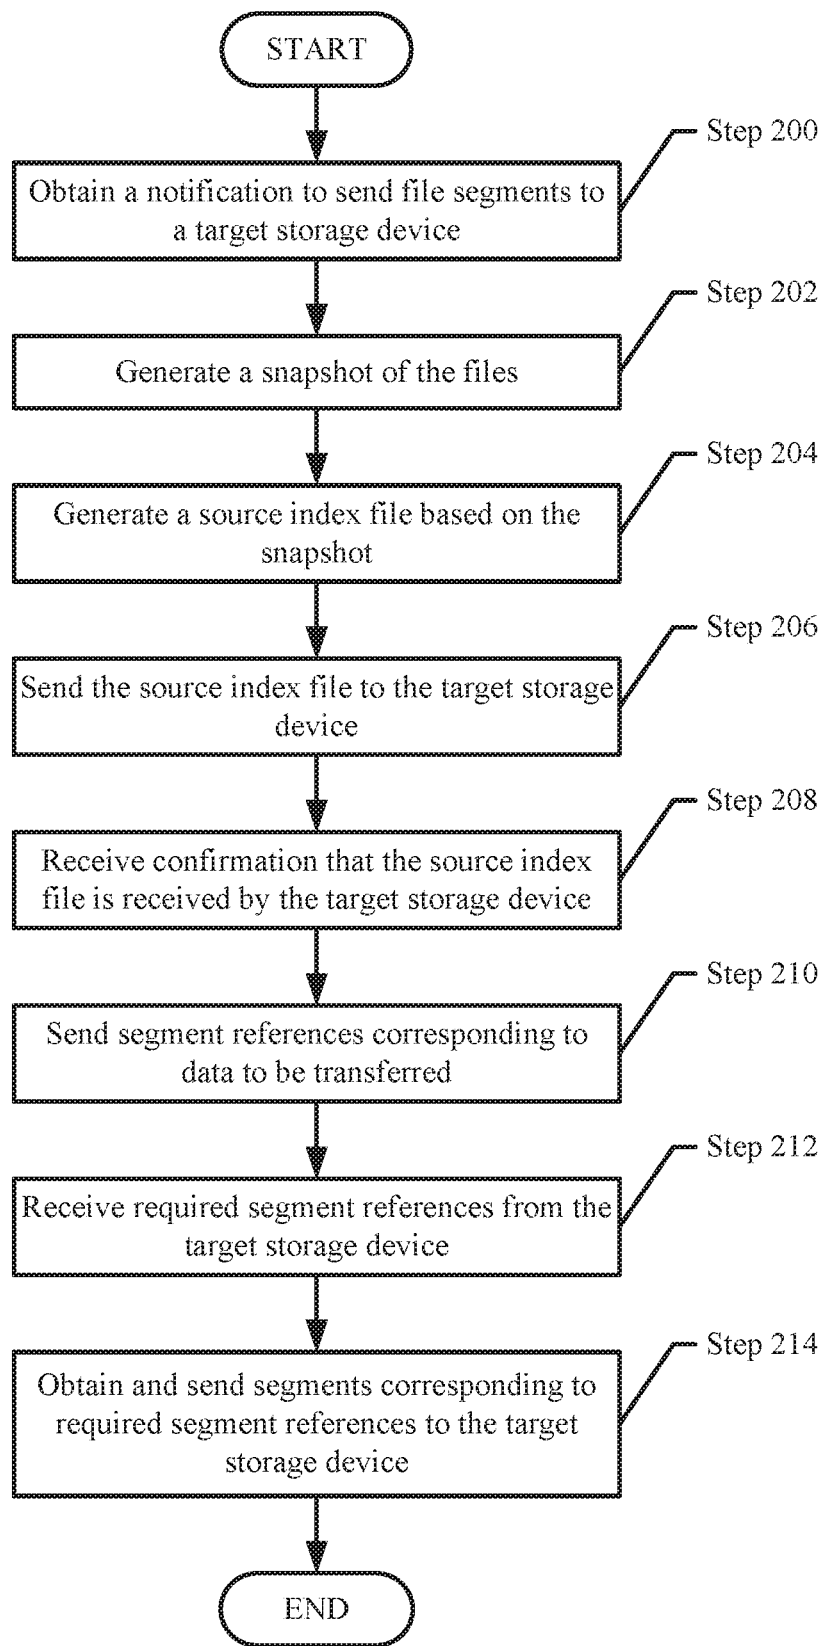 START
Step 200
Obtain a notification to send file segments to
a target storage device
Step 202
Generate a snapshot of the files
Step 204
Generate a source index file based on the
snapshot
Step 206
Send the source index file to the target storage
device
Step 208
Receive confirmation that the source index
file is received by the target storage device
Step 210
Send segment references corresponding to
data to be transferred
Step 212
Receive required segment references from the
target storage device
Step 214
Obtain and send segments corresponding to
required segment references to the target
storage device
END